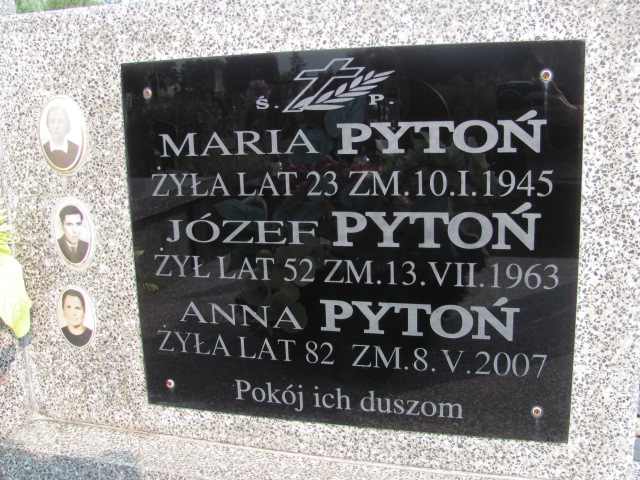 Ś. P.
MARIA PYTOŃ
ŻYŁA LAT 23 ZM.10.I.1945
JÓZEF PYTOŃ
ŻYŁ LAT 52 ZM.13.VII.1963
ANNA PYTOŃ
ŻYŁA LAT 82 ZM.8.V.2007
Pokój ich duszom